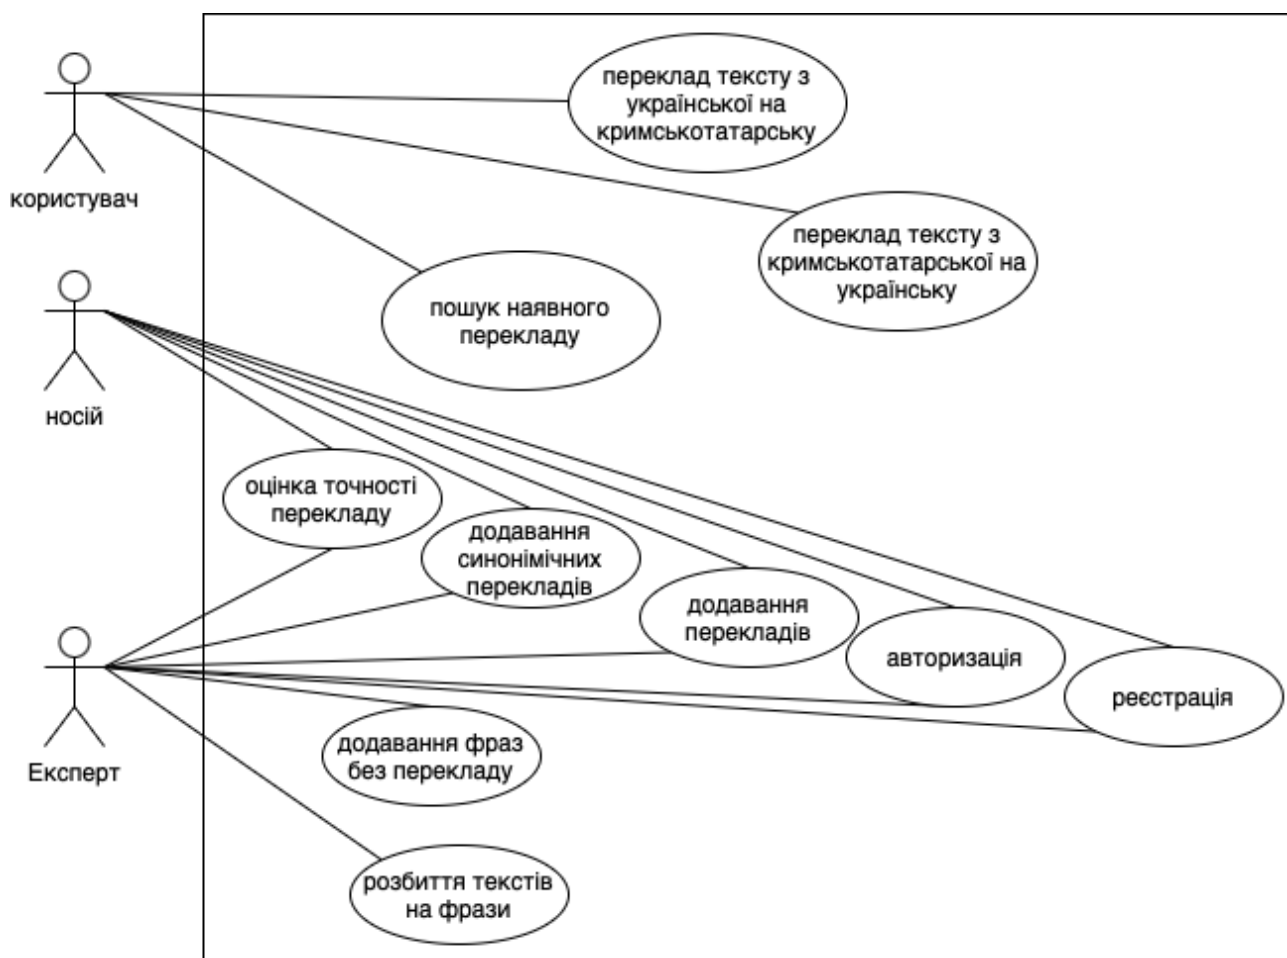 переклад тексту з
української на
кримськотатарську
користувач
переклад тексту з
кримськотатарської на
українську
пошук наявного
перекладу
носій
оцінка точності
перекладу
додавання
синонімічних
перекладів
додавання
перекладів
авторизація
реєстрація
Експерт
додавання фраз
без перекладу
розбиття текстів
на фрази